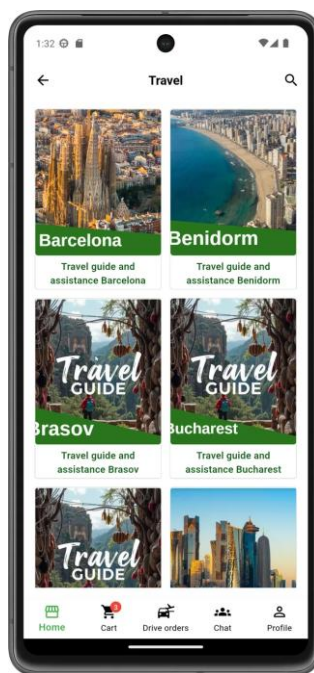 1:32
Travel
Barcelona
Benidorm
Travel guide and
assistance Barcelona
Travel guide and
assistance Benidorm
Travel
GUIDE
Brasov
Travel
GUIDE
Bucharest
Travel guide and
assistance Brasov
Travel guide and
assistance Bucharest
Travel
GUIDE
3
Home
Cart
Drive orders
Chat
Profile